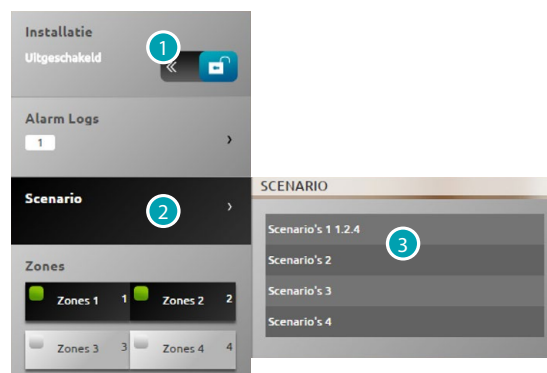 Installatie
Uitgeschakeld
1
Alarm Logs
1
Scenario
2
Zones
Zones 1 1 Zones 2 2
Zones 3 3 Zones 4 4
SCENARIO
Scenario's 1 1.2.4
3
Scenario's 2
Scenario's 3
Scenario's 4